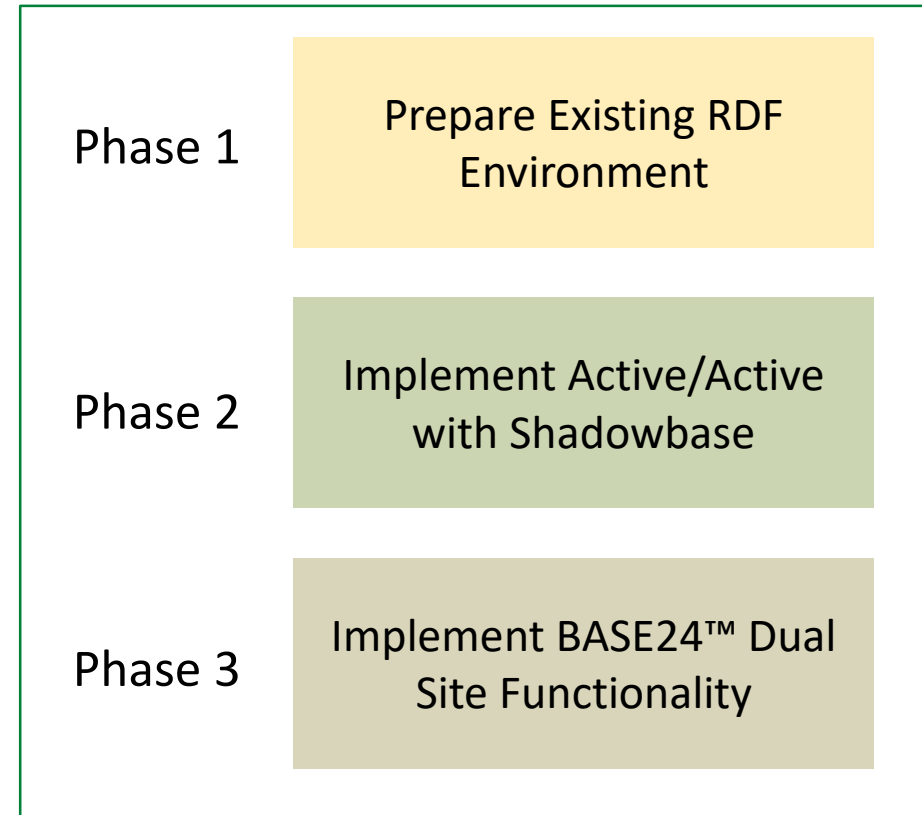 Phase 1
Prepare Existing RDF
Environment
Phase 2
Implement Active/Active
with Shadowbase
Phase 3
Implement BASE24™ Dual
Site Functionality